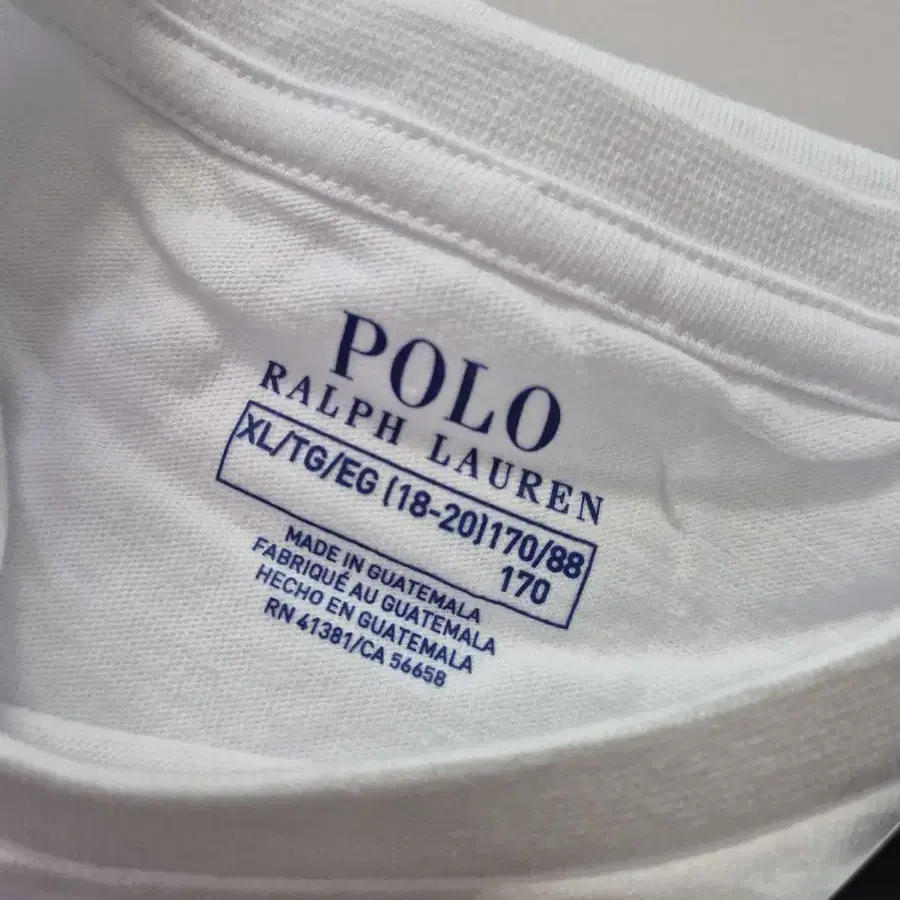 POLO
RALPH LAUREN
XL/TG/EG (18-20)170/88
170
MADE IN GUATEMALA
FABRIQUÉ AU GUATEMALA
HECHO EN GUATEMALA
RN 41381/CA 56658